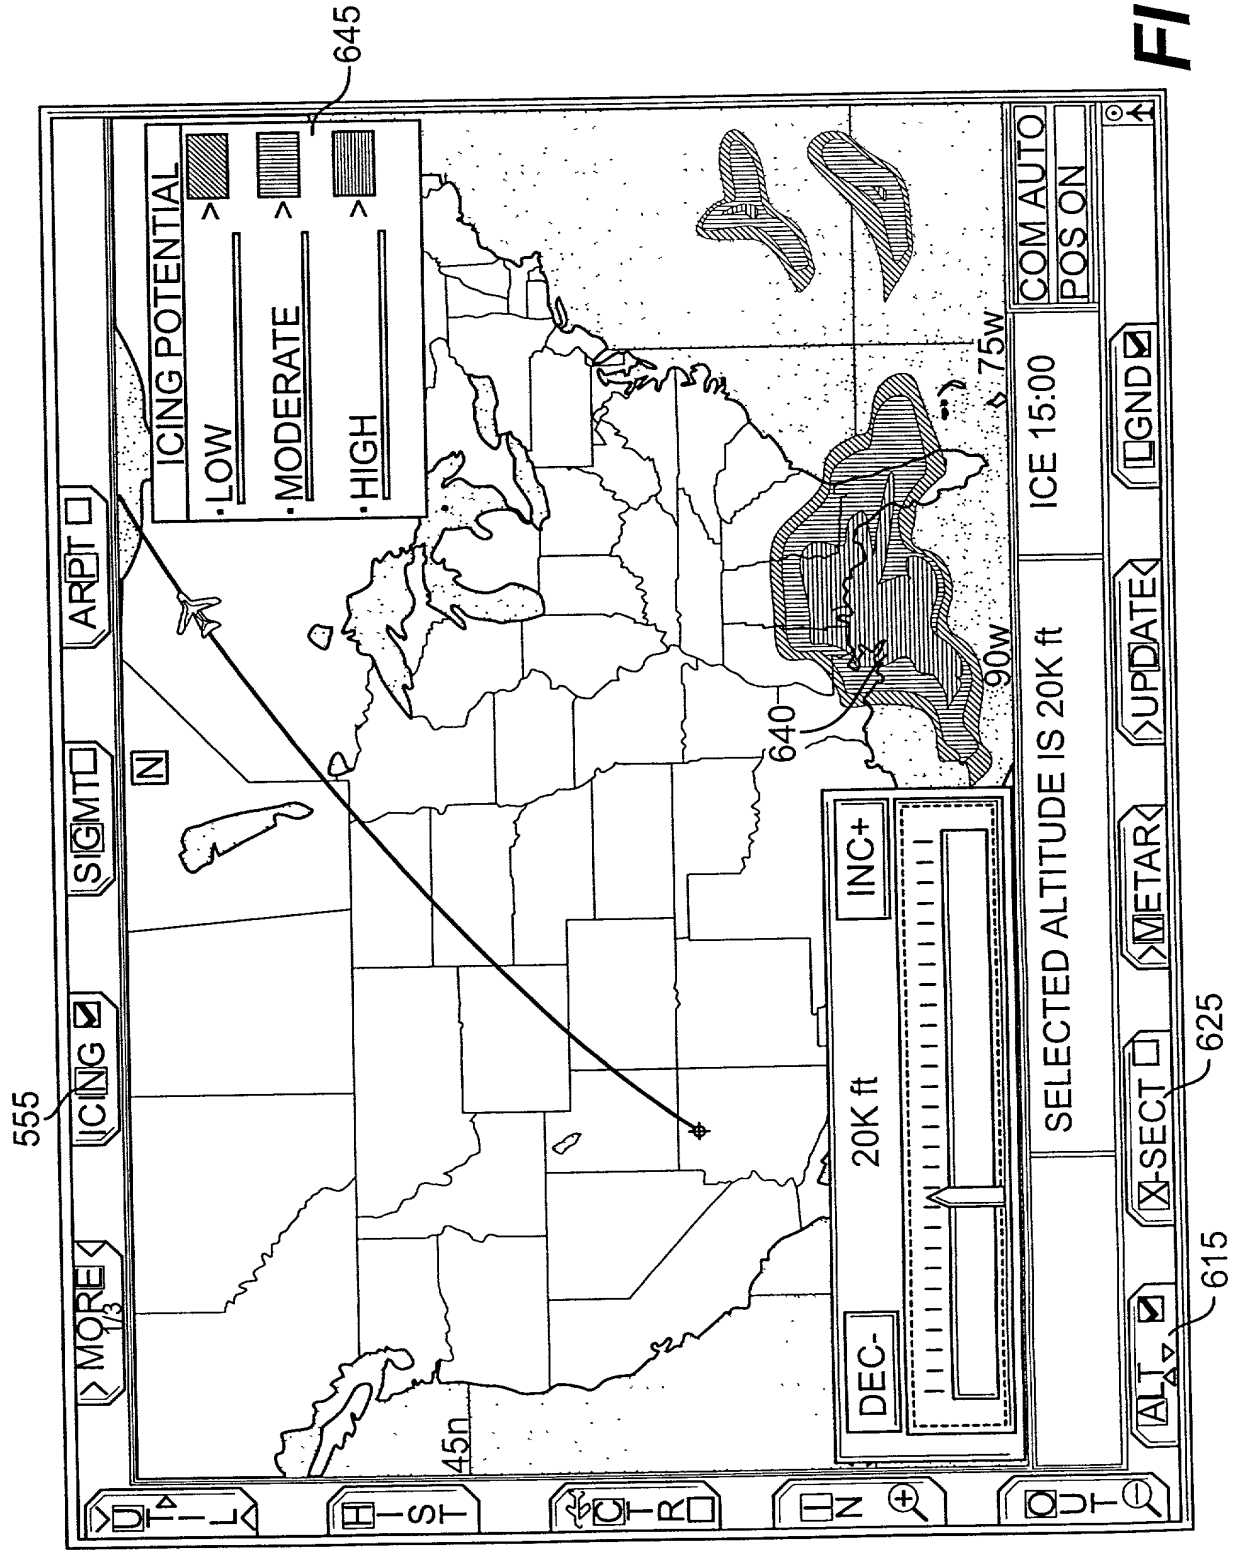 555
>MORE<
1/3
ICING
SIGMT
ARPT
N
ICING POTENTIAL
• LOW >
• MODERATE >
• HIGH >
645
>UTIL<
HIST
CTR
IN
OUT
45n
640
90w
75w
DEC-
20K ft
INC+
SELECTED ALTITUDE IS 20K ft
ICE 15:00
COM AUTO
POS ON
ALT
X-SECT
>METAR<
>UPDATE<
LGND
615
625
FI